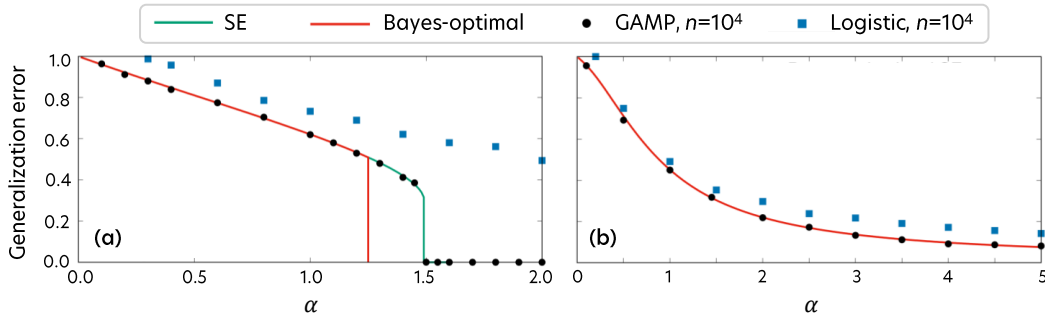 SE Bayes-optimal GAMP, n=10⁴ Logistic, n=10⁴
Generalization error
1.0
0.8
0.6
0.4
0.2
0.0
(a)
0.0 0.5 1.0 1.5 2.0
α
(b)
0 1 2 3 4 5
α